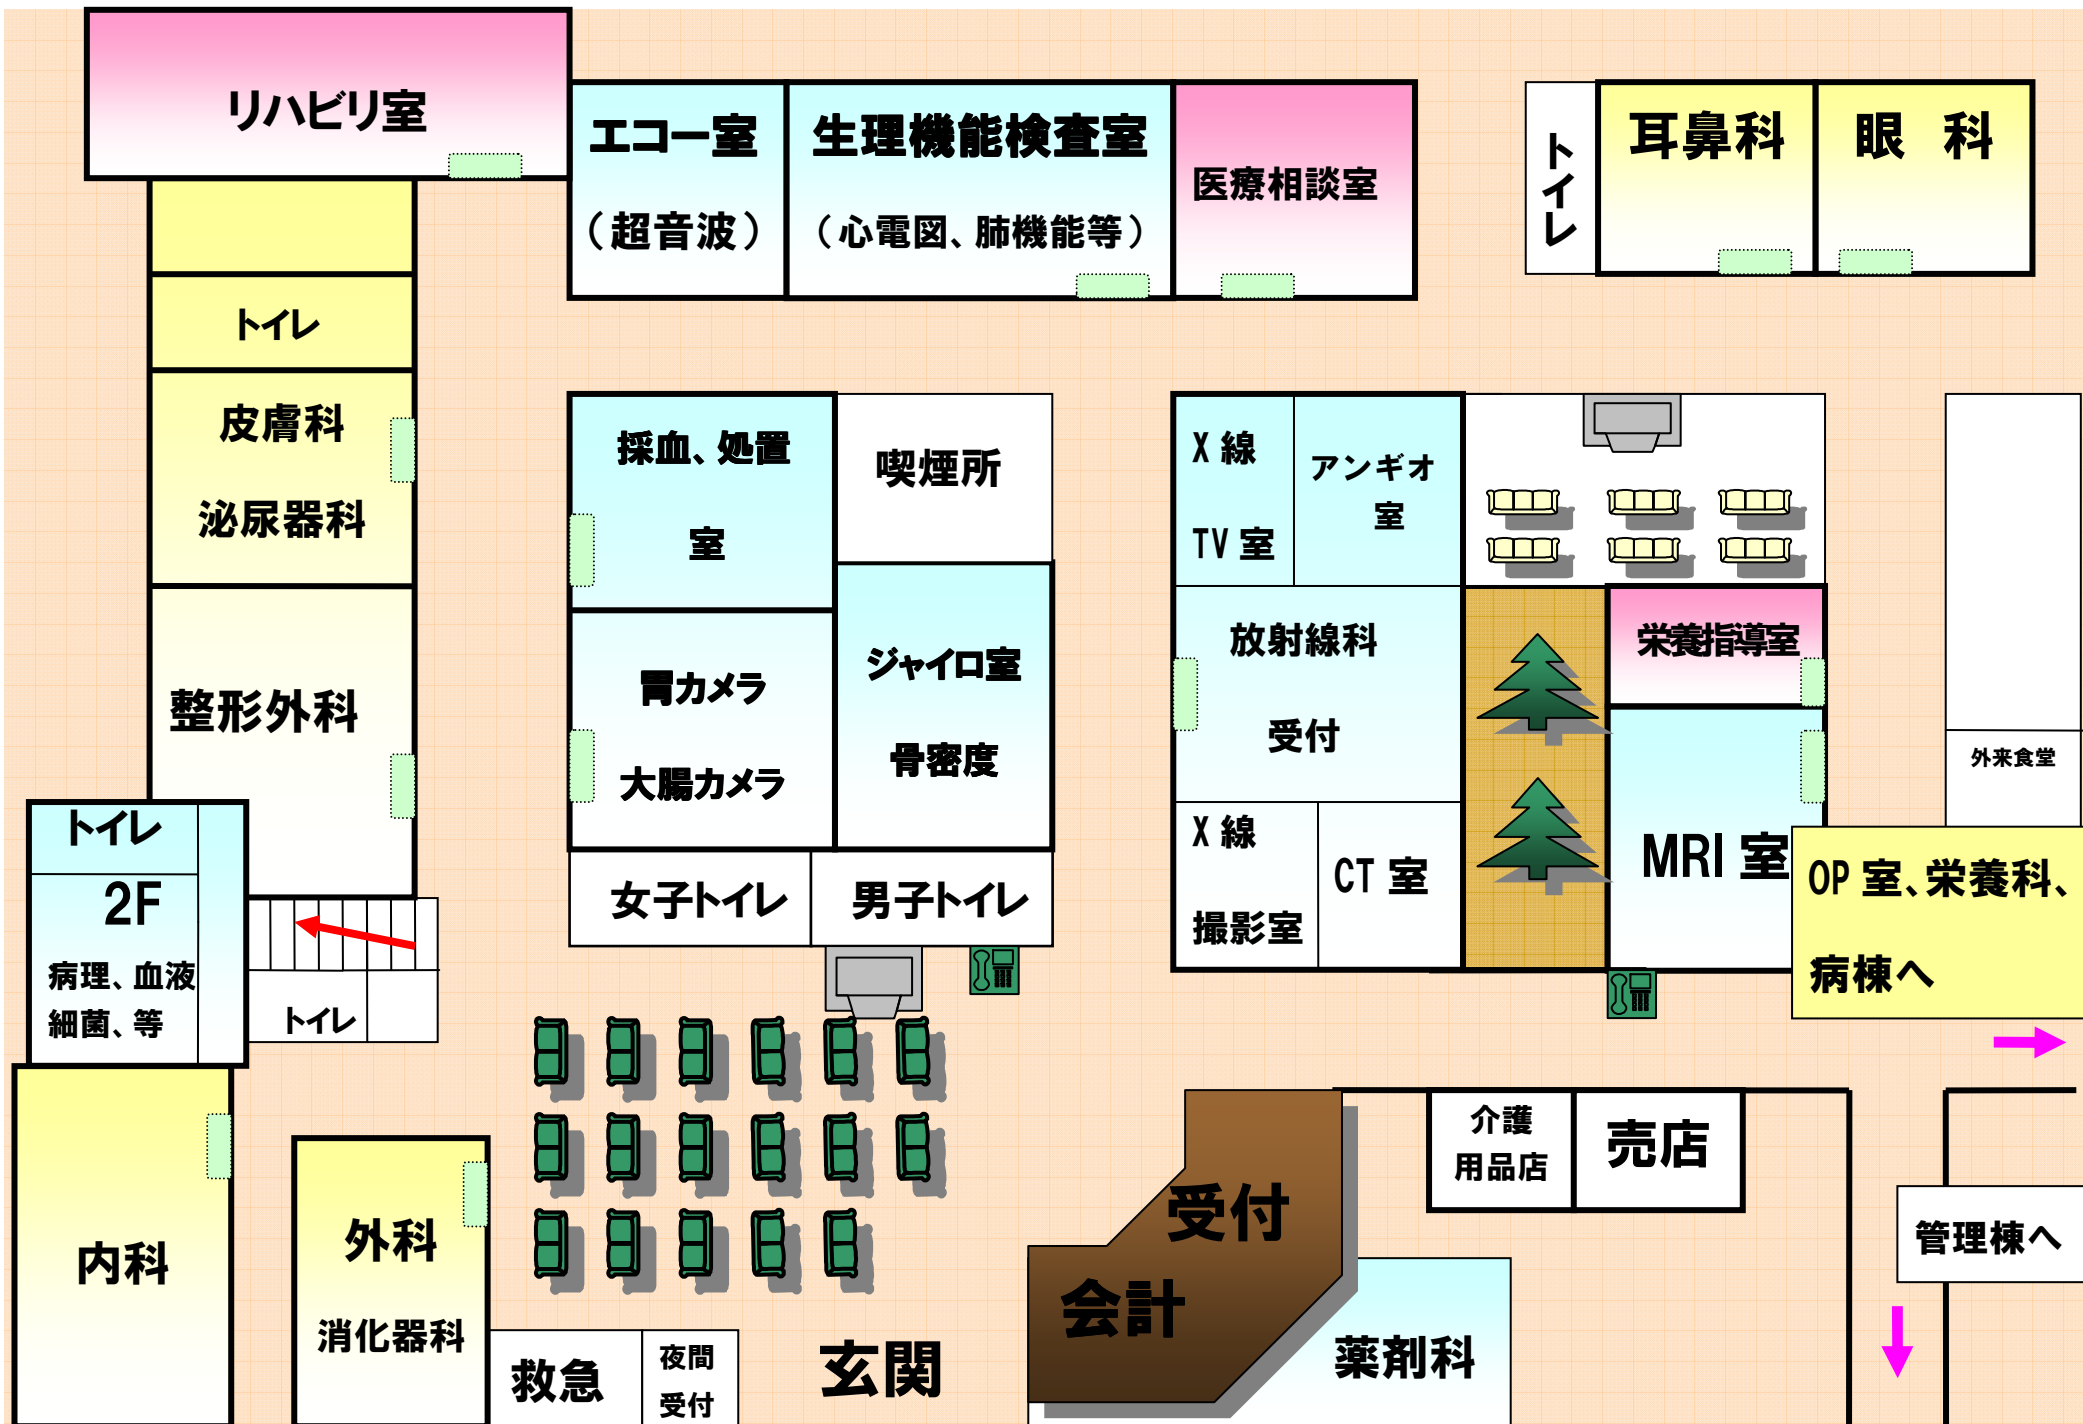 リハビリ室
エコー室
（超音波）
生理機能検査室
（心電図、肺機能等）
医療相談室
トイレ
耳鼻科
眼 科
トイレ
皮膚科
泌尿器科
採血、処置
室
喫煙所
X 線
TV 室
アンギオ
室
整形外科
胃カメラ
大腸カメラ
ジャイロ室
骨密度
放射線科
受付
栄養指導室
外来食堂
トイレ
2F
病理、血液
細菌、等
トイレ
女子トイレ
男子トイレ
X 線
撮影室
CT 室
MRI 室
OP 室、栄養科、
病棟へ
内科
外科
消化器科
救急
夜間
受付
玄関
受付
会計
薬剤科
介護
用品店
売店
管理棟へ